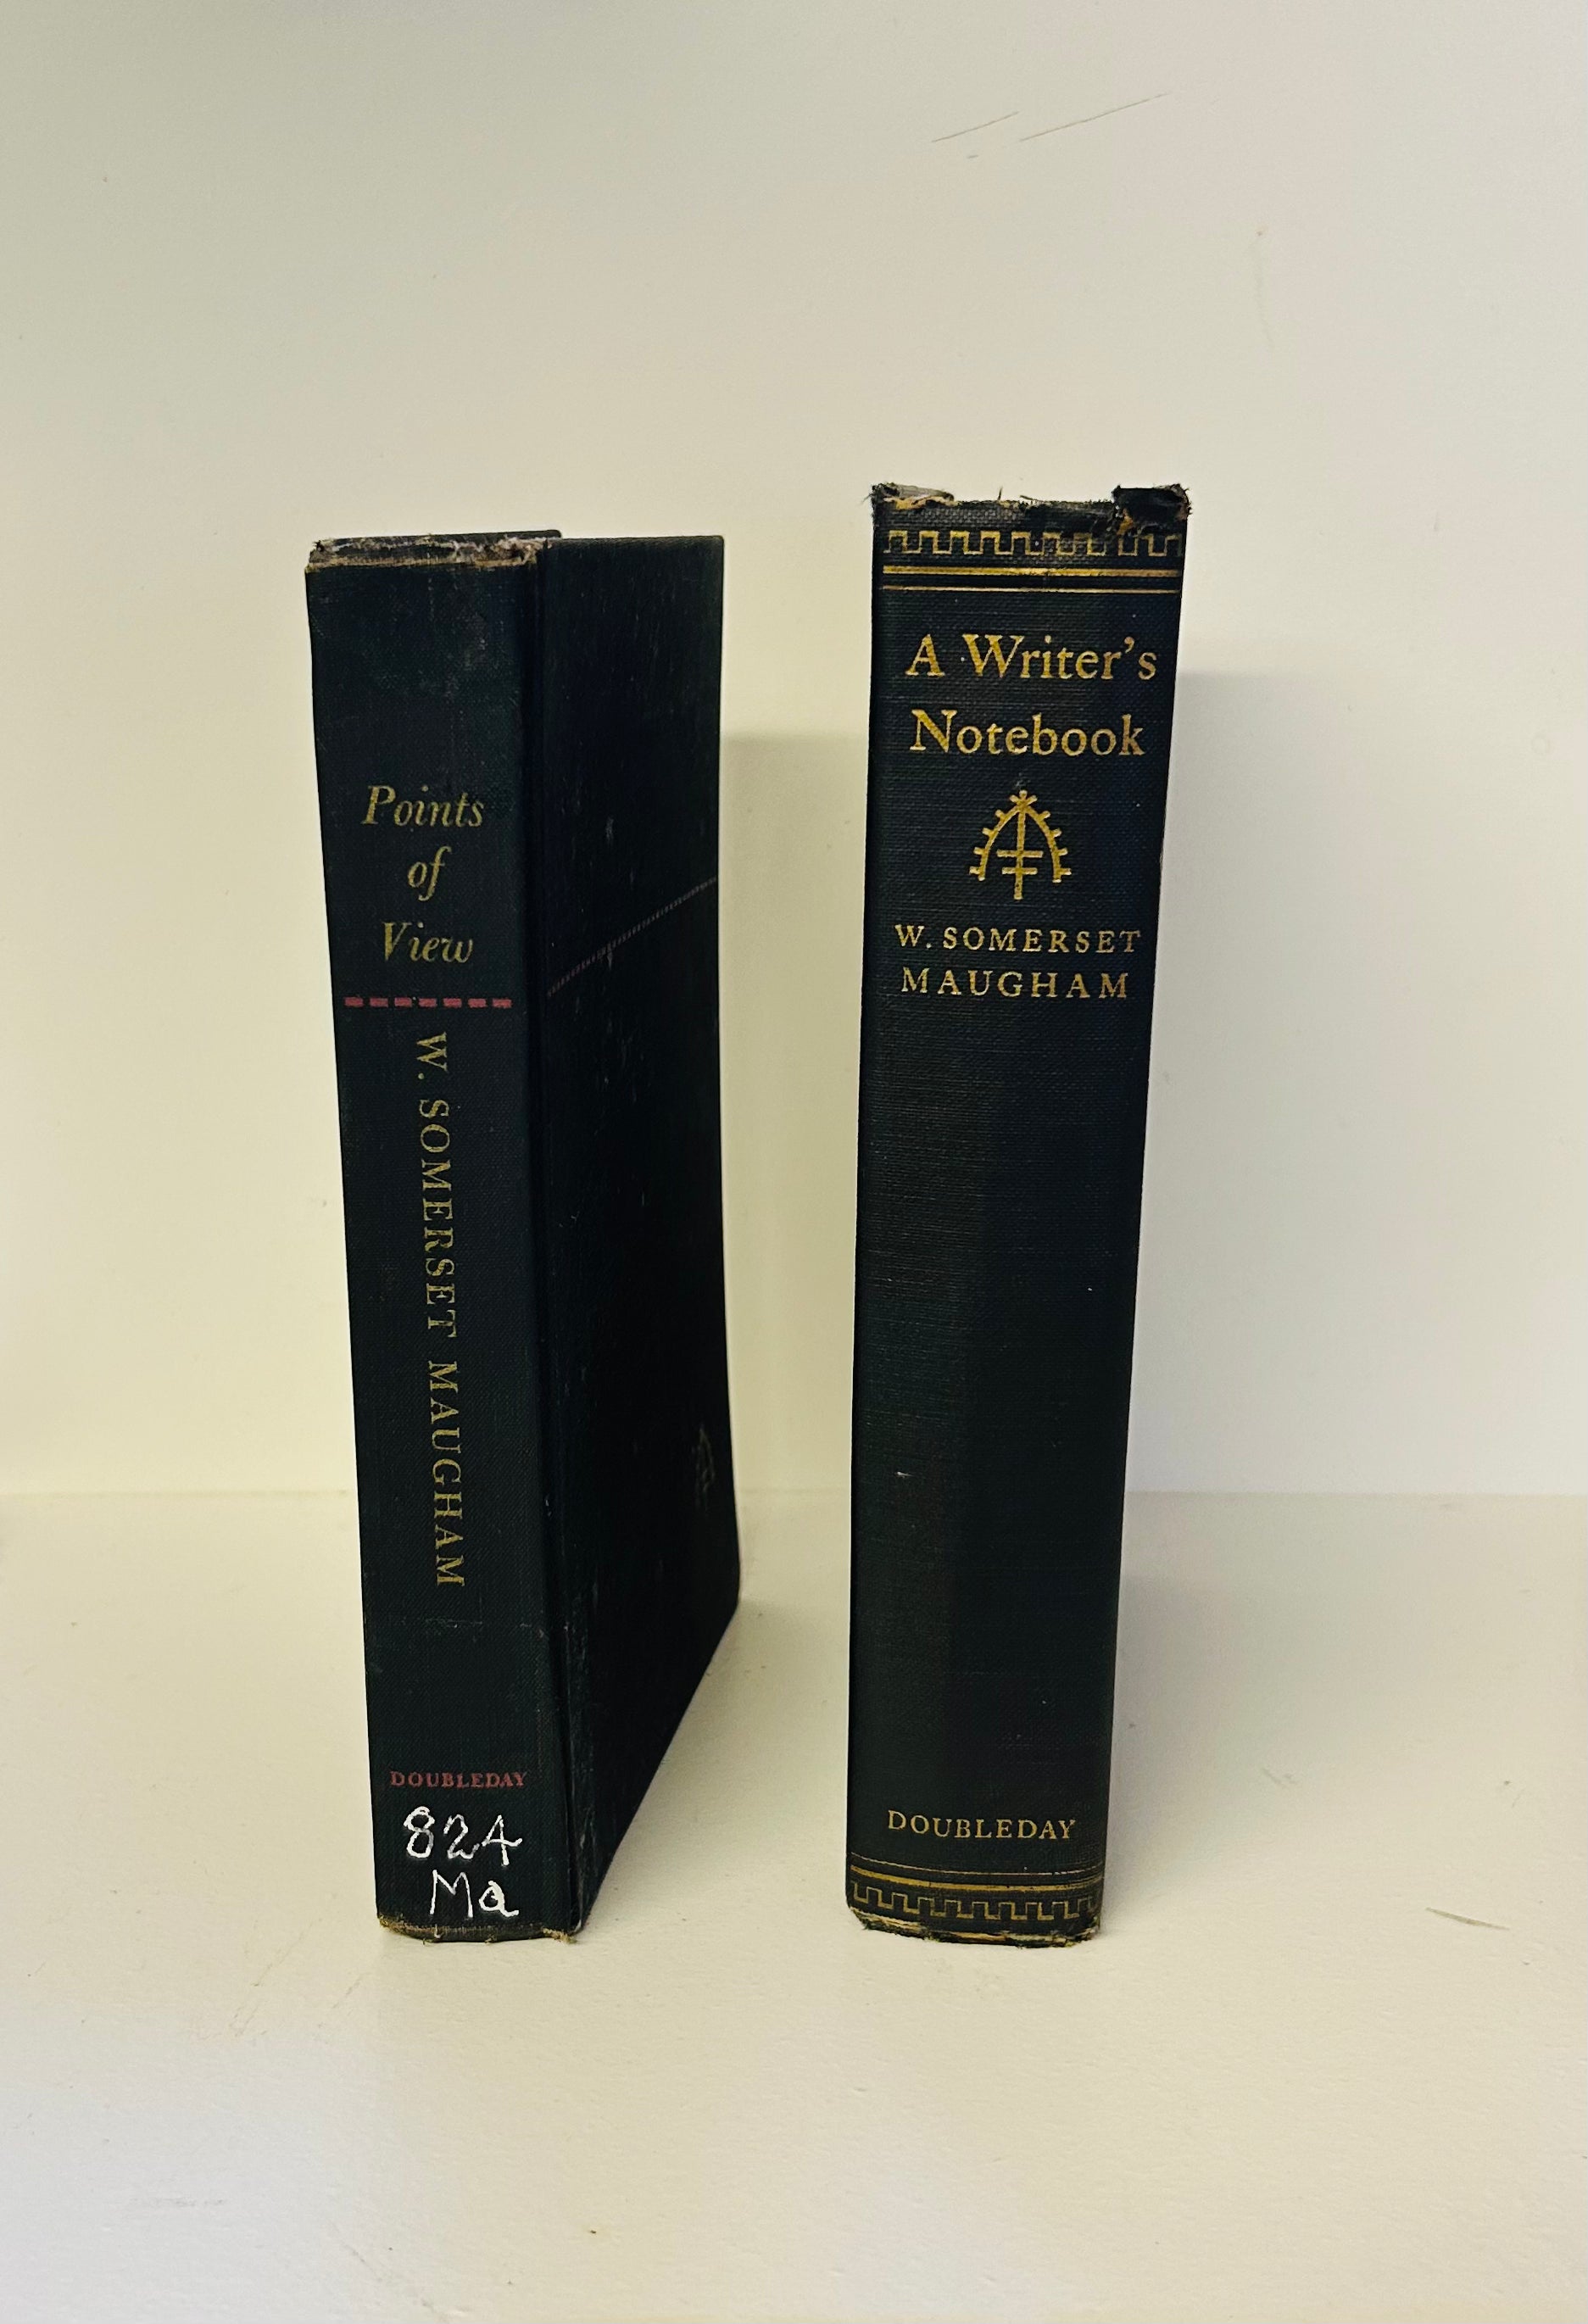 Points
of
View
W. SOMERSET MAUGHAM
DOUBLEDAY
824
Ma
A Writer's
Notebook
W. SOMERSET
MAUGHAM
DOUBLEDAY